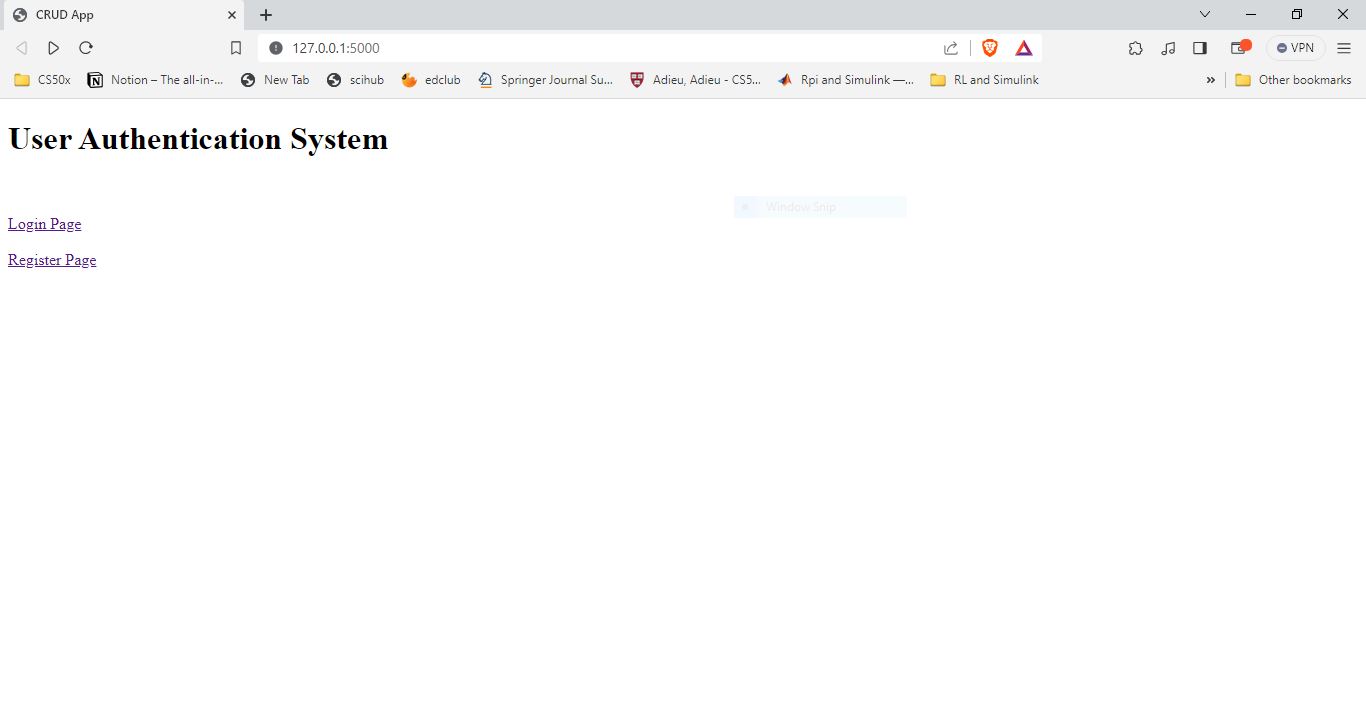 CRUD App
127.0.0.1:5000
VPN
CS50x
Notion – The all-in-...
New Tab
scihub
edclub
Springer Journal Su...
Adieu, Adieu - CS5...
Rpi and Simulink —...
RL and Simulink
»
Other bookmarks
User Authentication System
Window Snip
Login Page
Register Page